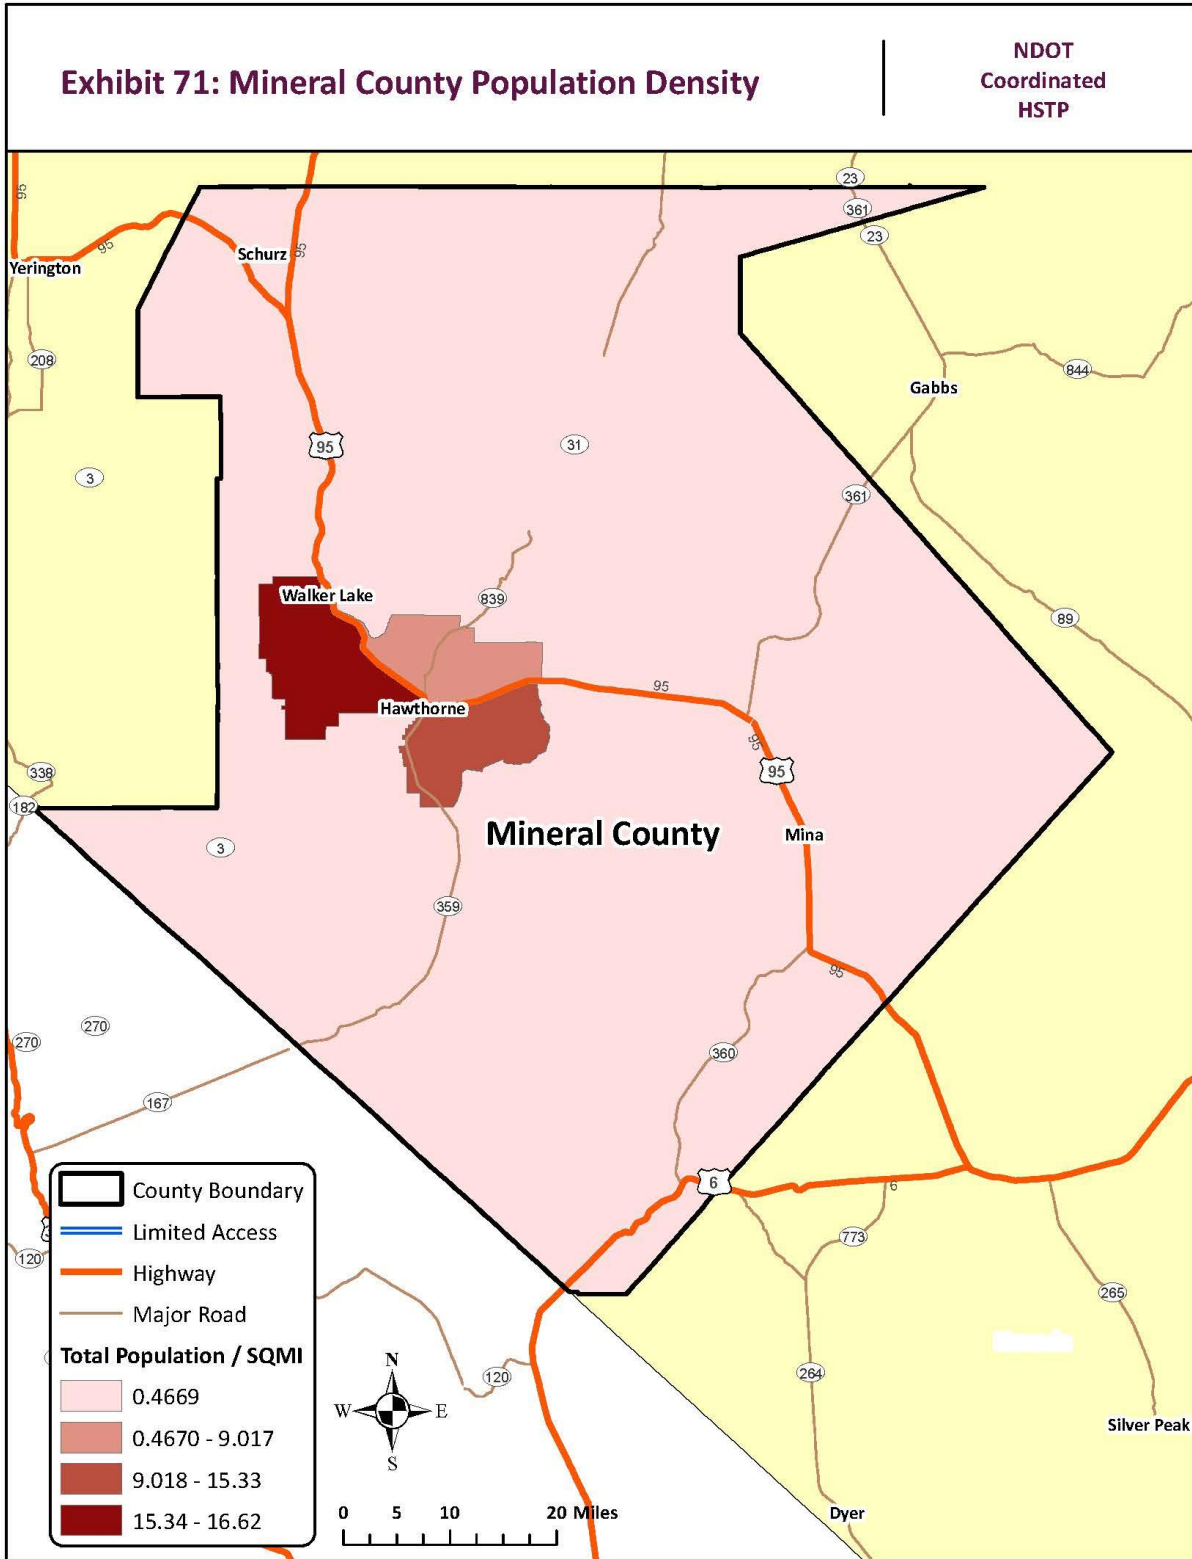 Exhibit 71: Mineral County Population Density
NDOT
Coordinated
HSTP
95
95
95
23
361
23
Schurz
Yerington
208
844
Gabbs
95
31
3
361
Walker Lake
839
89
95
Hawthorne
95
338
95
182
Mineral County
Mina
3
359
95
270
270
360
167
6
6
120
773
265
120
264
Silver Peak
Dyer
County Boundary
Limited Access
Highway
Major Road
Total Population / SQMI
0.4669
0.4670 - 9.017
9.018 - 15.33
15.34 - 16.62
N
W
E
S
0 5 10 20 Miles